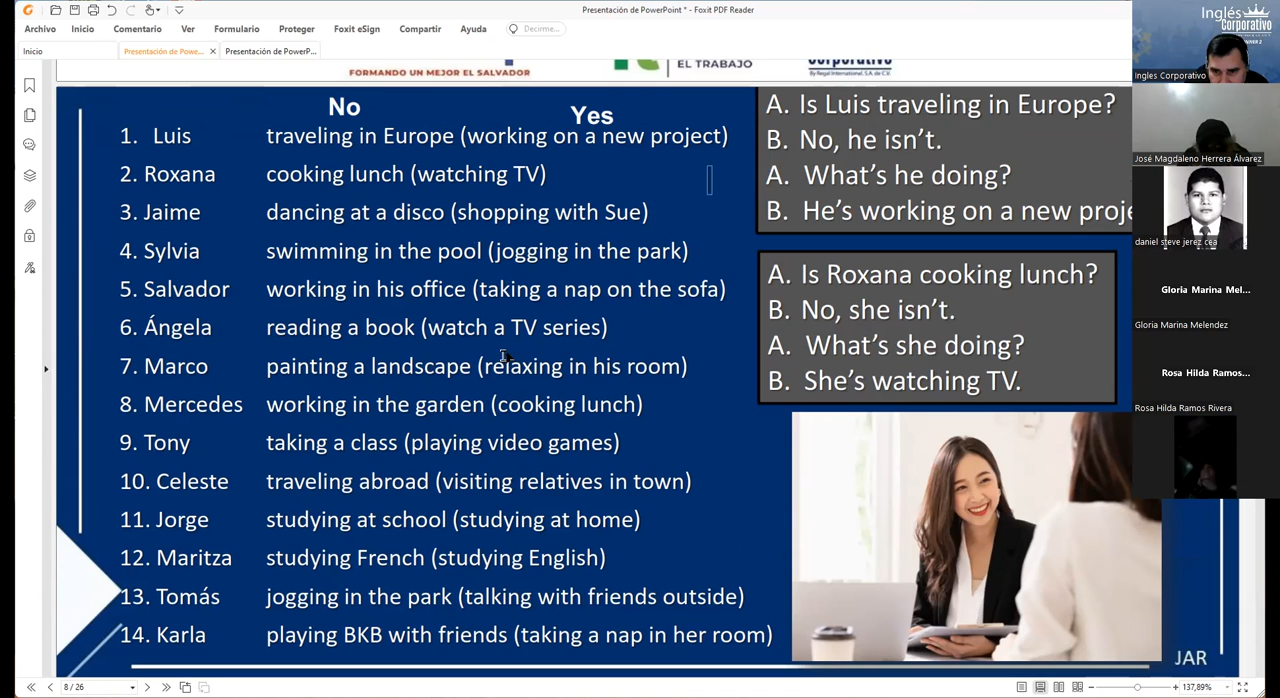 Presentación de PowerPoint * - Foxit PDF Reader
Archivo Inicio Comentario Ver Formulario Proteger Foxit eSign Compartir Ayuda Decirme...
Inicio Presentación de Powe... Presentación de PowerP...
FORMANDO UN MEJOR EL SALVADOR
EL TRABAJO
By Regal International, S.A. de C.V.
No Yes
1. Luis traveling in Europe (working on a new project)
2. Roxana cooking lunch (watching TV)
3. Jaime dancing at a disco (shopping with Sue)
4. Sylvia swimming in the pool (jogging in the park)
5. Salvador working in his office (taking a nap on the sofa)
6. Ángela reading a book (watch a TV series)
7. Marco painting a landscape (relaxing in his room)
8. Mercedes working in the garden (cooking lunch)
9. Tony taking a class (playing video games)
10. Celeste traveling abroad (visiting relatives in town)
11. Jorge studying at school (studying at home)
12. Maritza studying French (studying English)
13. Tomás jogging in the park (talking with friends outside)
14. Karla playing BKB with friends (taking a nap in her room)
A. Is Luis traveling in Europe?
B. No, he isn't.
A. What's he doing?
B. He's working on a new proje
A. Is Roxana cooking lunch?
B. No, she isn't.
A. What's she doing?
B. She's watching TV.
JAR
Inglés
Corporativo
Ingles Corporativo
José Magdaleno Herrera Álvarez
daniel steve jerez cea
Gloria Marina Mel...
Gloria Marina Melendez
Rosa Hilda Ramos...
Rosa Hilda Ramos Rivera
8 / 26
137,89%